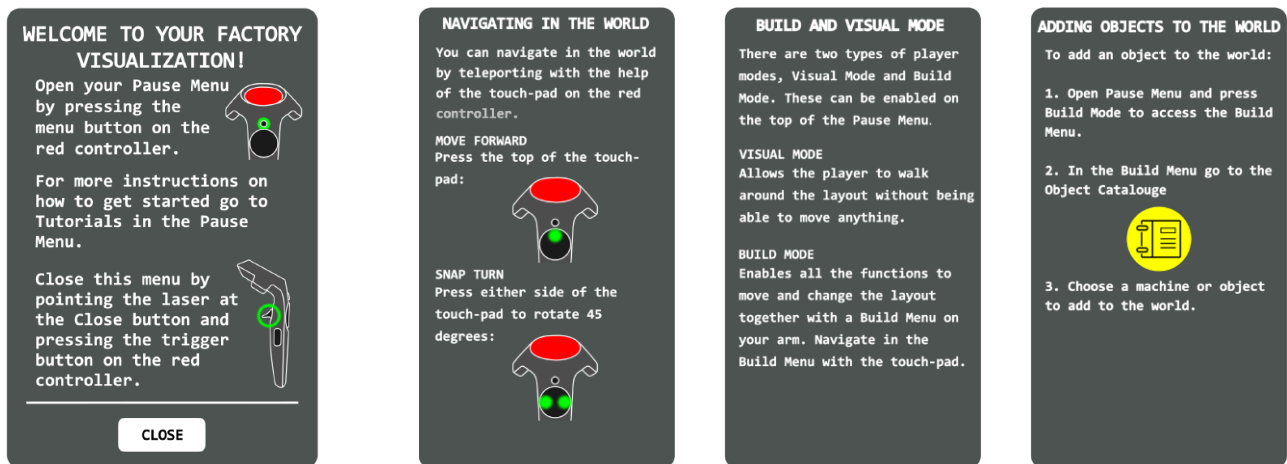 WELCOME TO YOUR FACTORY
VISUALIZATION!
Open your Pause Menu
by pressing the
menu button on the
red controller.
For more instructions on
how to get started go to
Tutorials in the Pause
Menu.
Close this menu by
pointing the laser at
the Close button and
pressing the trigger
button on the red
controller.
CLOSE
NAVIGATING IN THE WORLD
You can navigate in the world
by teleporting with the help
of the touch-pad on the red
controller.
MOVE FORWARD
Press the top of the touch-
pad:
SNAP TURN
Press either side of the
touch-pad to rotate 45
degrees:
BUILD AND VISUAL MODE
There are two types of player
modes, Visual Mode and Build
Mode. These can be enabled on
the top of the Pause Menu.
VISUAL MODE
Allows the player to walk
around the layout without being
able to move anything.
BUILD MODE
Enables all the functions to
move and change the layout
together with a Build Menu on
your arm. Navigate in the
Build Menu with the touch-pad.
ADDING OBJECTS TO THE WORLD
To add an object to the world:
1. Open Pause Menu and press
Build Mode to access the Build
Menu.
2. In the Build Menu go to the
Object Catalouge
3. Choose a machine or object
to add to the world.